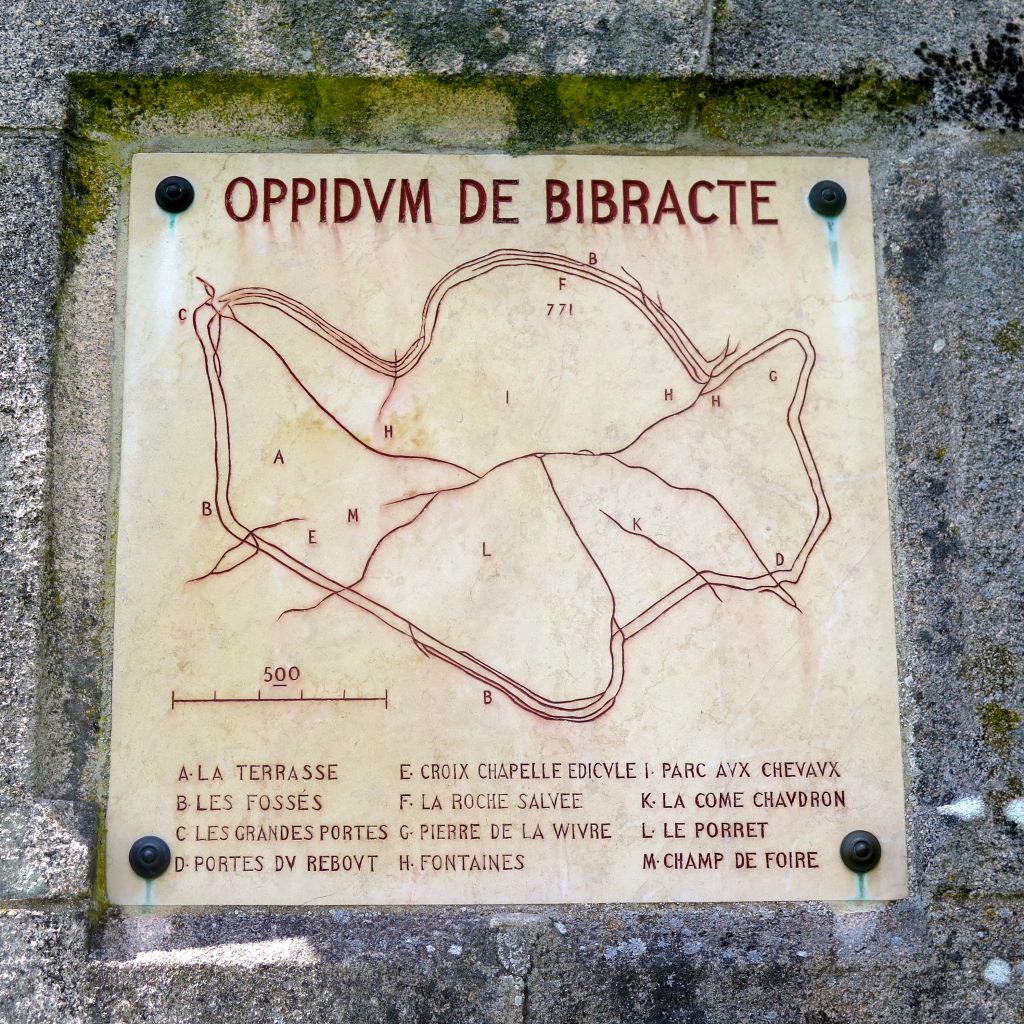 OPPIDVM DE BIBRACTE
B
F
771
C
G
I
H
H
H
A
B
M
E
K
L
D
B
500
A. LA TERRASSE
B. LES FOSSÉS
C LES GRANDES PORTES
D. PORTES DV REBOVT
E. CROIX CHAPELLE EDICVLE
F. LA ROCHE SALVEE
G. PIERRE DE LA WIVRE
H. FONTAINES
I. PARC AVX CHEVAVX
K. LA COME CHAVDRON
L. LE PORRET
M. CHAMP DE FOIRE